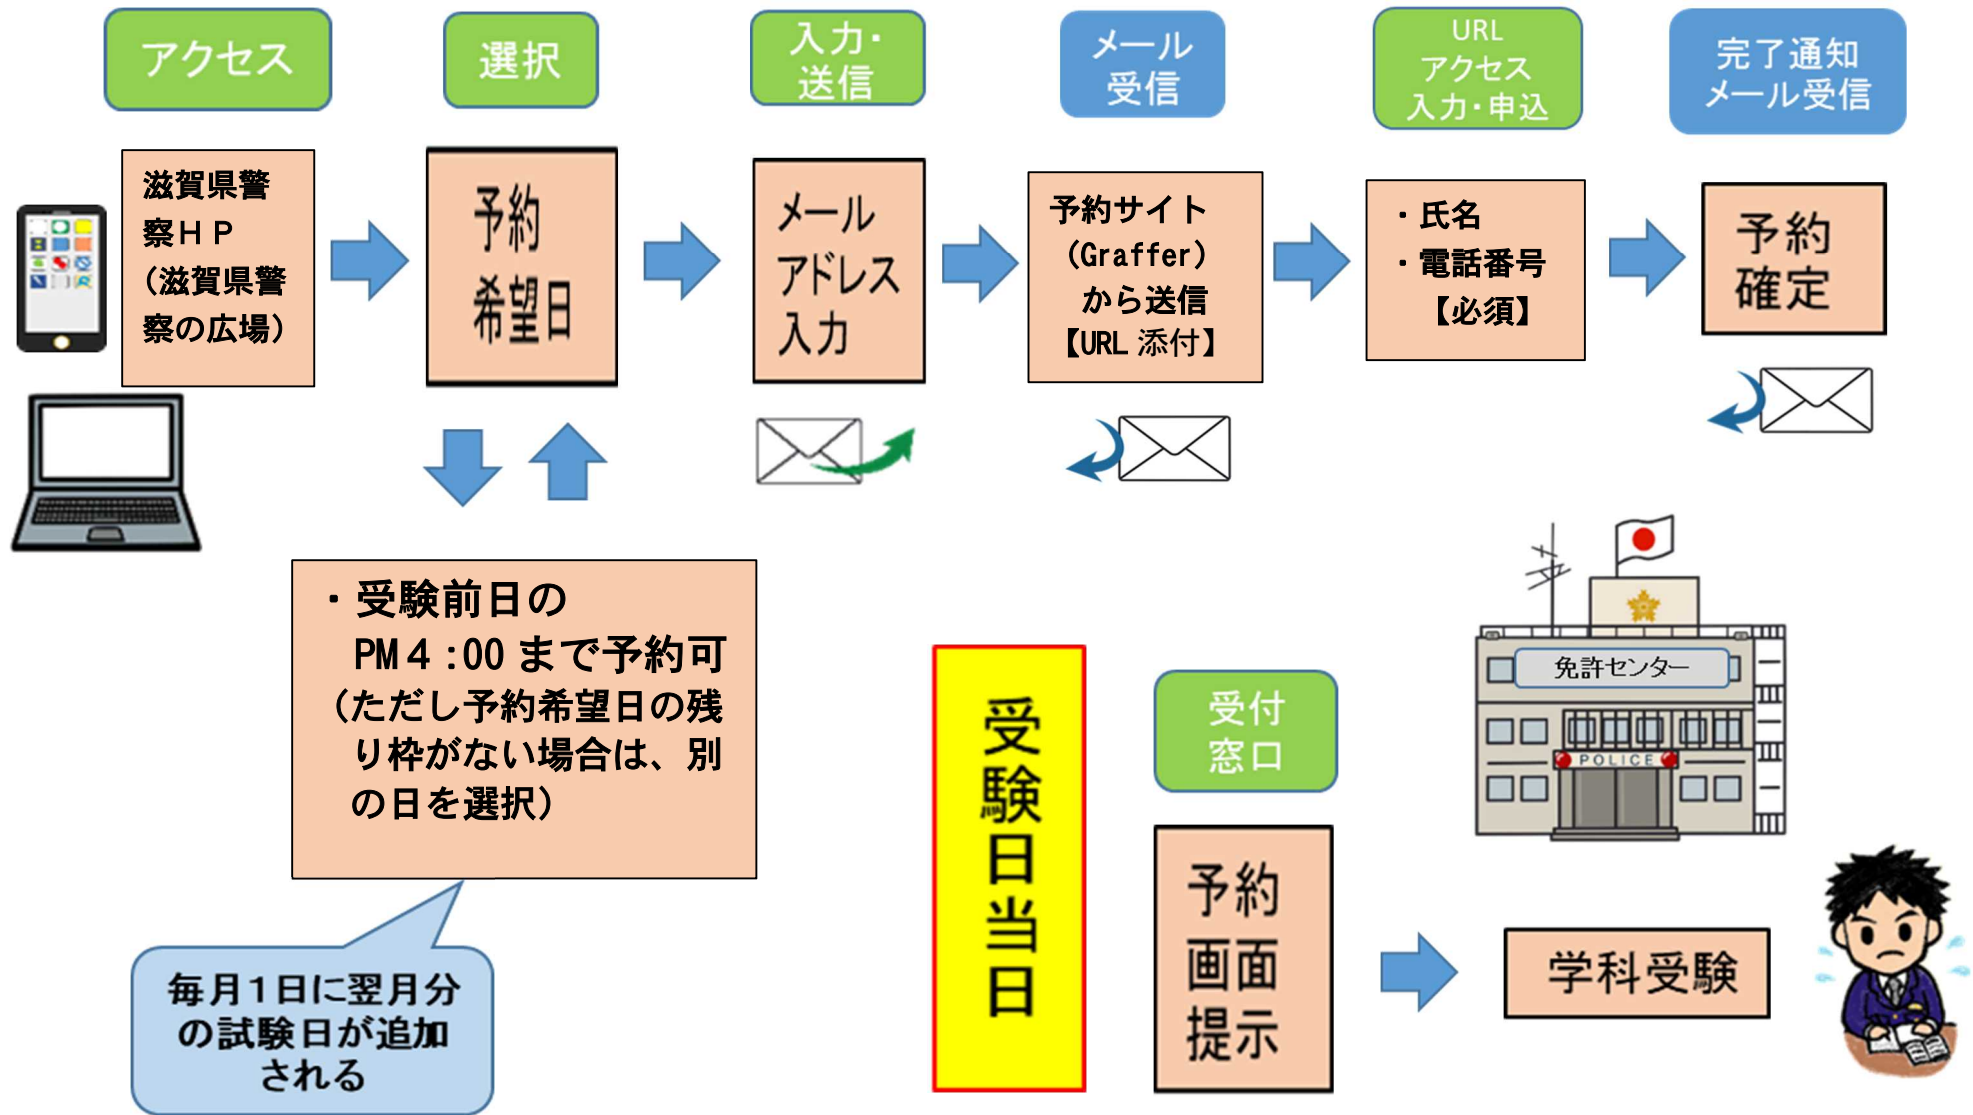 アクセス
選択
入力・
送信
メール
受信
URL
アクセス
入力・申込
完了通知
メール受信
滋賀県警
察ＨＰ
（滋賀県警
察の広場）
予約
希望日
メール
アドレス
入力
予約サイト
（Graffer）
から送信
【URL 添付】
・氏名
・電話番号
【必須】
予約
確定
・受験前日の
PM４:00 まで予約可
（ただし予約希望日の残
り枠がない場合は、別
の日を選択）
毎月1日に翌月分
の試験日が追加
される
受験日当日
受付
窓口
予約
画面
提示
免許センター
POLICE
学科受験